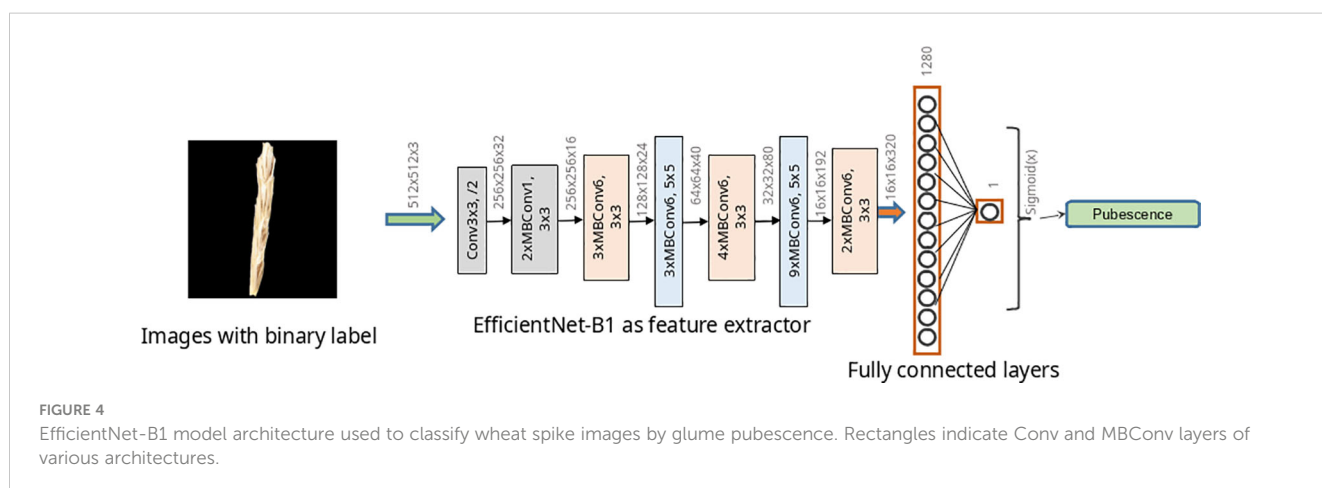 512x512x3
Conv3x3, /2
256x256x32
2xMBConv1,
3x3
256x256x16
3xMBConv6,
3x3
128x128x24
3xMBConv6, 5x5
64x64x40
4xMBConv6,
3x3
32x32x80
9xMBConv6, 5x5
16x16x192
2xMBConv6,
3x3
16x16x320
1280
1
Sigmoid(x)
Pubescence
Images with binary label
EfficientNet-B1 as feature extractor
Fully connected layers
FIGURE 4
EfficientNet-B1 model architecture used to classify wheat spike images by glume pubescence. Rectangles indicate Conv and MBConv layers of
various architectures.